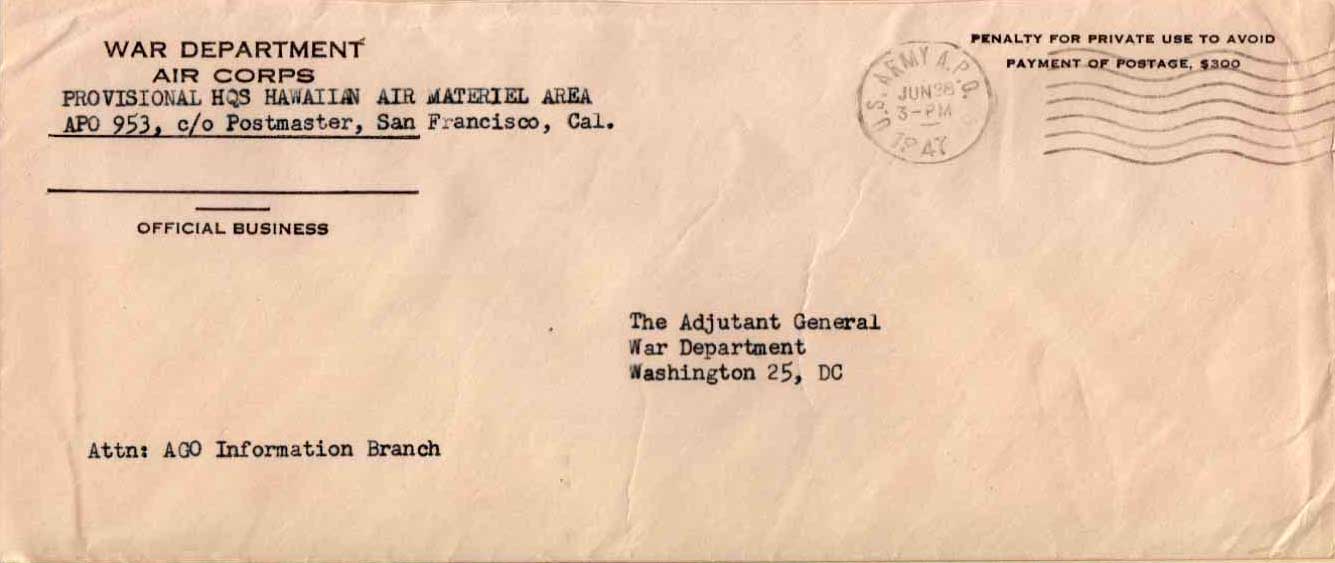 WAR DEPARTMENT
AIR CORPS
PROVISIONAL HQS HAWAIIAN AIR MATERIEL AREA
APO 953, c/o Postmaster, San Francisco, Cal.
OFFICIAL BUSINESS
U.S. ARMY A.P.O.
JUN
3-PM
1947
PENALTY FOR PRIVATE USE TO AVOID
PAYMENT OF POSTAGE, $300
The Adjutant General
War Department
Washington 25, DC
Attn: AGO Information Branch